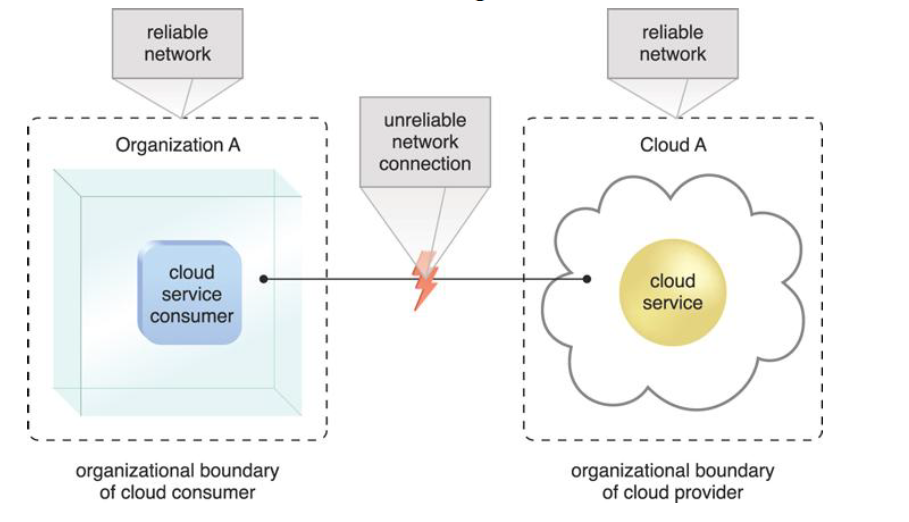 reliable
network
reliable
network
unreliable
network
connection
Organization A
Cloud A
cloud
service
consumer
cloud
service
organizational boundary
of cloud consumer
organizational boundary
of cloud provider